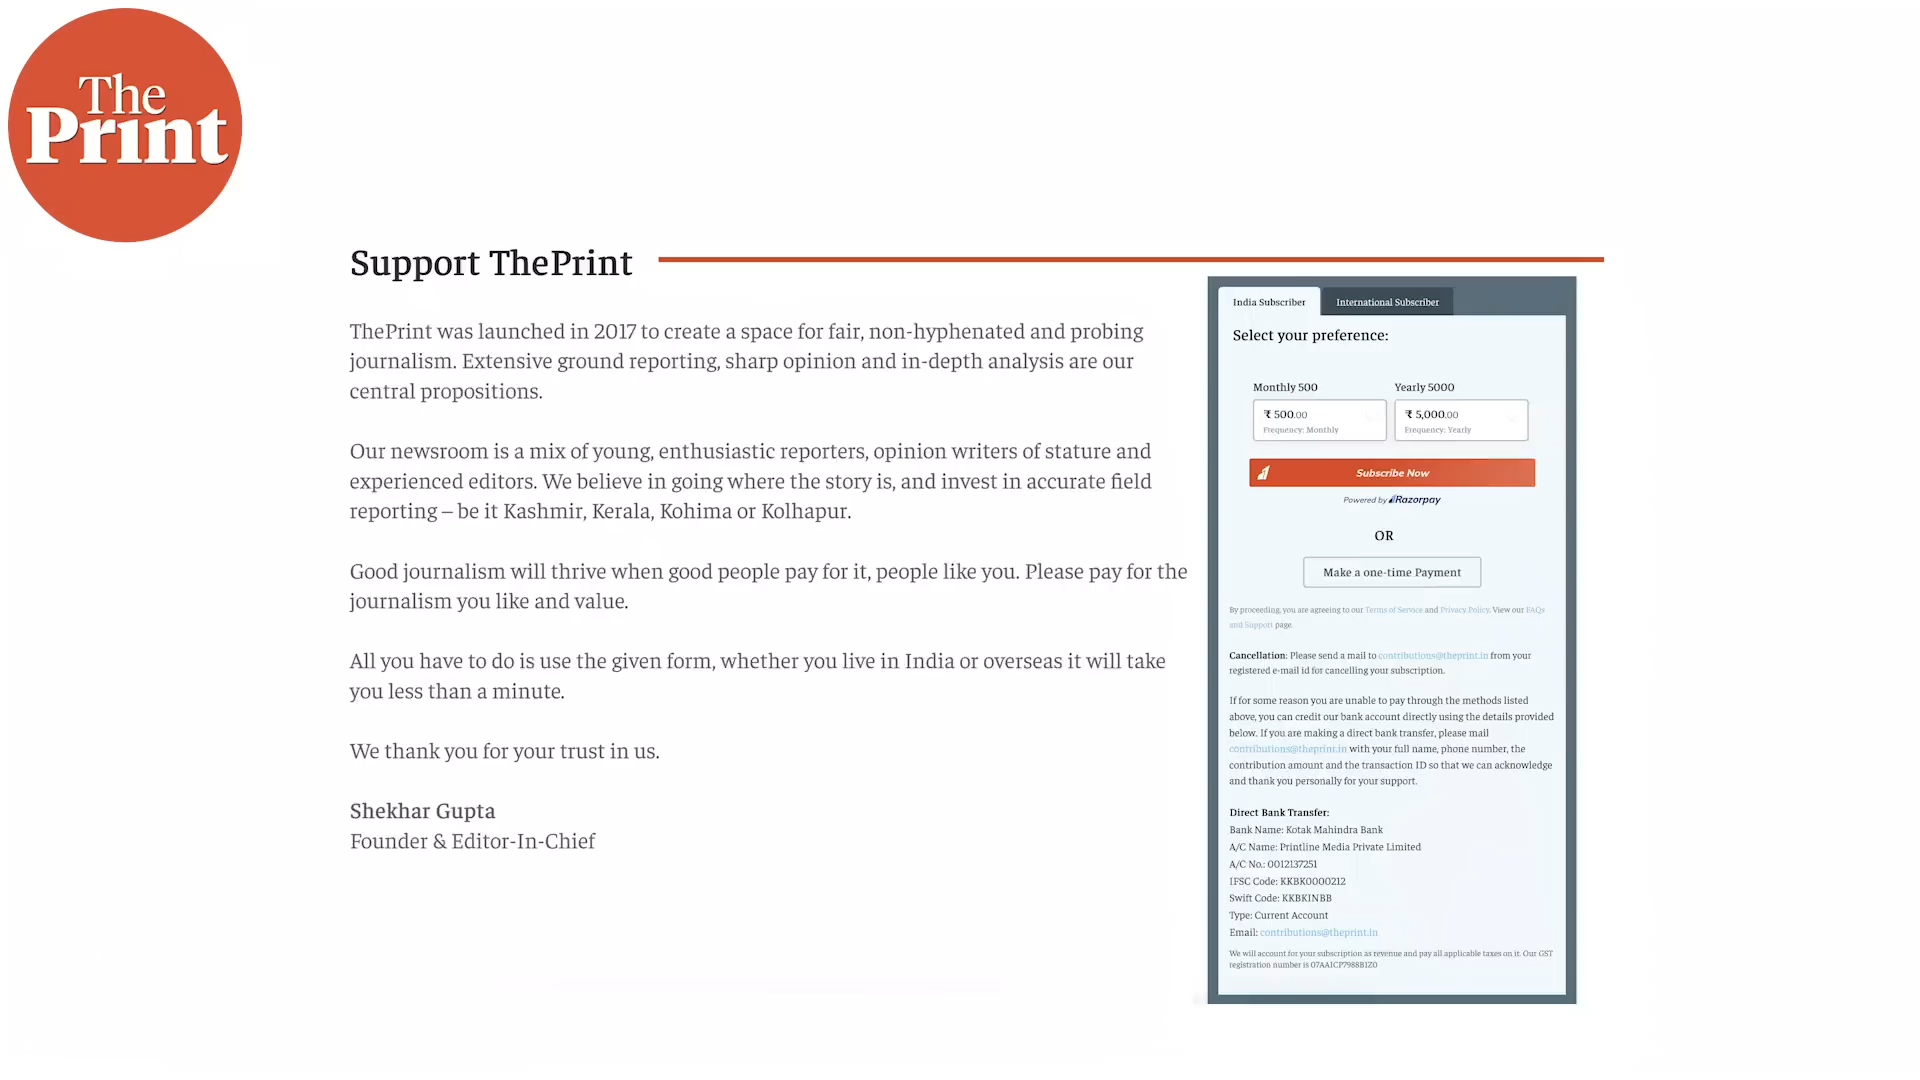 The
Print
Support ThePrint
ThePrint was launched in 2017 to create a space for fair, non-hyphenated and probing
journalism. Extensive ground reporting, sharp opinion and in-depth analysis are our
central propositions.
Our newsroom is a mix of young, enthusiastic reporters, opinion writers of stature and
experienced editors. We believe in going where the story is, and invest in accurate field
reporting – be it Kashmir, Kerala, Kohima or Kolhapur.
Good journalism will thrive when good people pay for it, people like you. Please pay for the
journalism you like and value.
All you have to do is use the given form, whether you live in India or overseas it will take
you less than a minute.
We thank you for your trust in us.
Shekhar Gupta
Founder & Editor-In-Chief
India Subscriber International Subscriber
Select your preference:
Monthly 500 Yearly 5000
₹ 500.00 ₹ 5,000.00
Frequency: Monthly Frequency: Yearly
Subscribe Now
Powered by Razorpay
OR
Make a one-time Payment
By proceeding, you are agreeing to our Terms of Service and Privacy Policy. View our FAQs
and Support page.
Cancellation: Please send a mail to contributions@theprint.in from your
registered e-mail id for cancelling your subscription.
If for some reason you are unable to pay through the methods listed
above, you can credit our bank account directly using the details provided
below. If you are making a direct bank transfer, please mail
contributions@theprint.in with your full name, phone number, the
contribution amount and the transaction ID so that we can acknowledge
and thank you personally for your support.
Direct Bank Transfer:
Bank Name: Kotak Mahindra Bank
A/C Name: Printline Media Private Limited
A/C No.: 0012137251
IFSC Code: KKBK0000212
Swift Code: KKBKINBB
Type: Current Account
Email: contributions@theprint.in
We will account for your subscription as revenue and pay all applicable taxes on it. Our GST
registration number is 07AAICP7988B1Z0